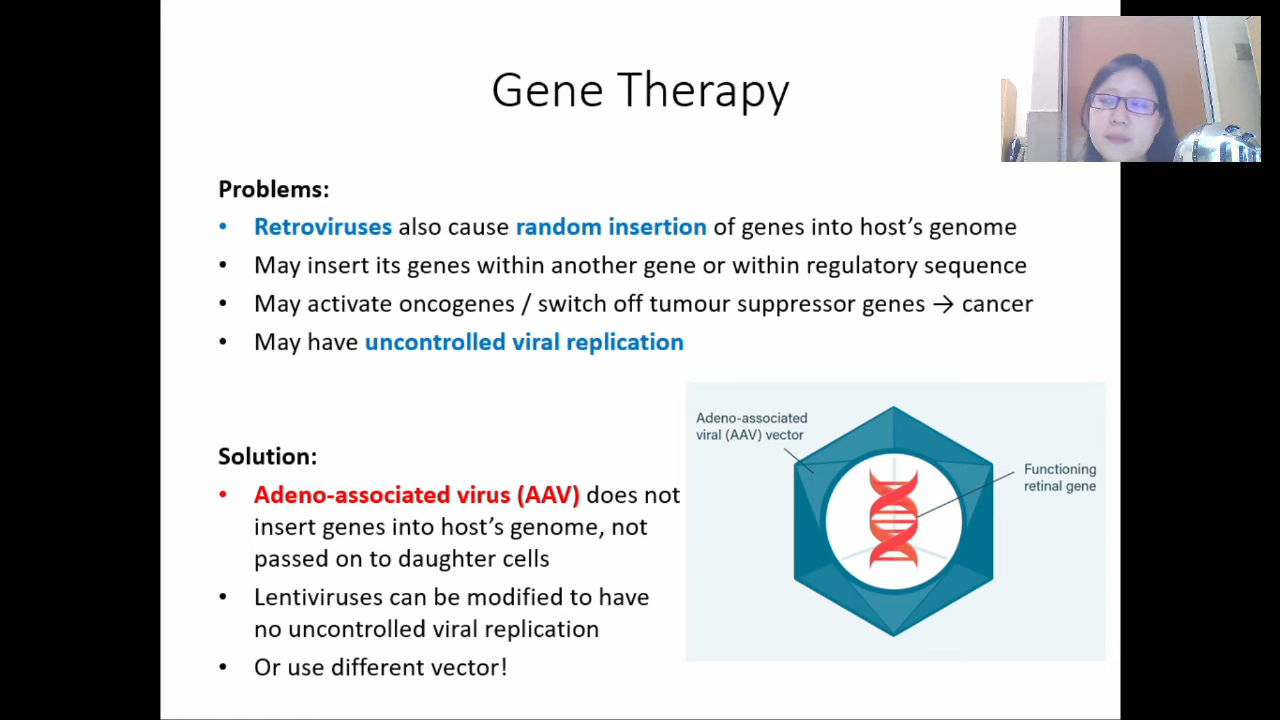 Gene Therapy
Problems:
• Retroviruses also cause random insertion of genes into host’s genome
• May insert its genes within another gene or within regulatory sequence
• May activate oncogenes / switch off tumour suppressor genes → cancer
• May have uncontrolled viral replication
Solution:
• Adeno-associated virus (AAV) does not
insert genes into host’s genome, not
passed on to daughter cells
• Lentiviruses can be modified to have
no uncontrolled viral replication
• Or use different vector!
Adeno-associated
viral (AAV) vector
Functioning
retinal gene